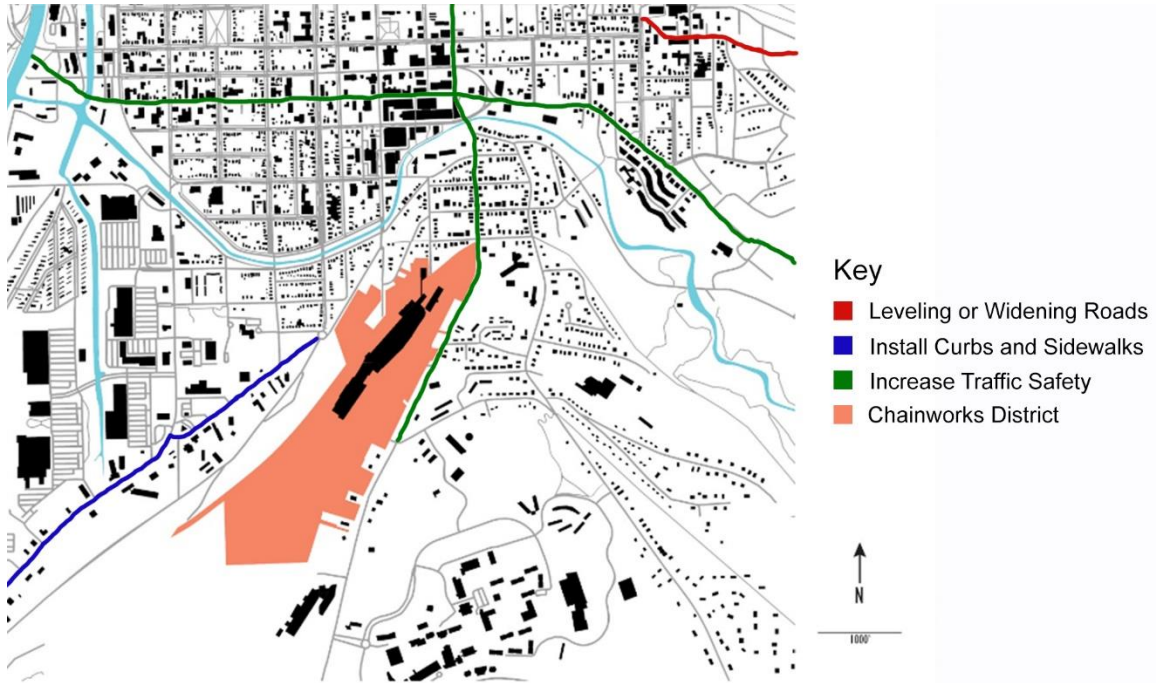 Key
Leveling or Widening Roads
Install Curbs and Sidewalks
Increase Traffic Safety
Chainworks District
N
1000'